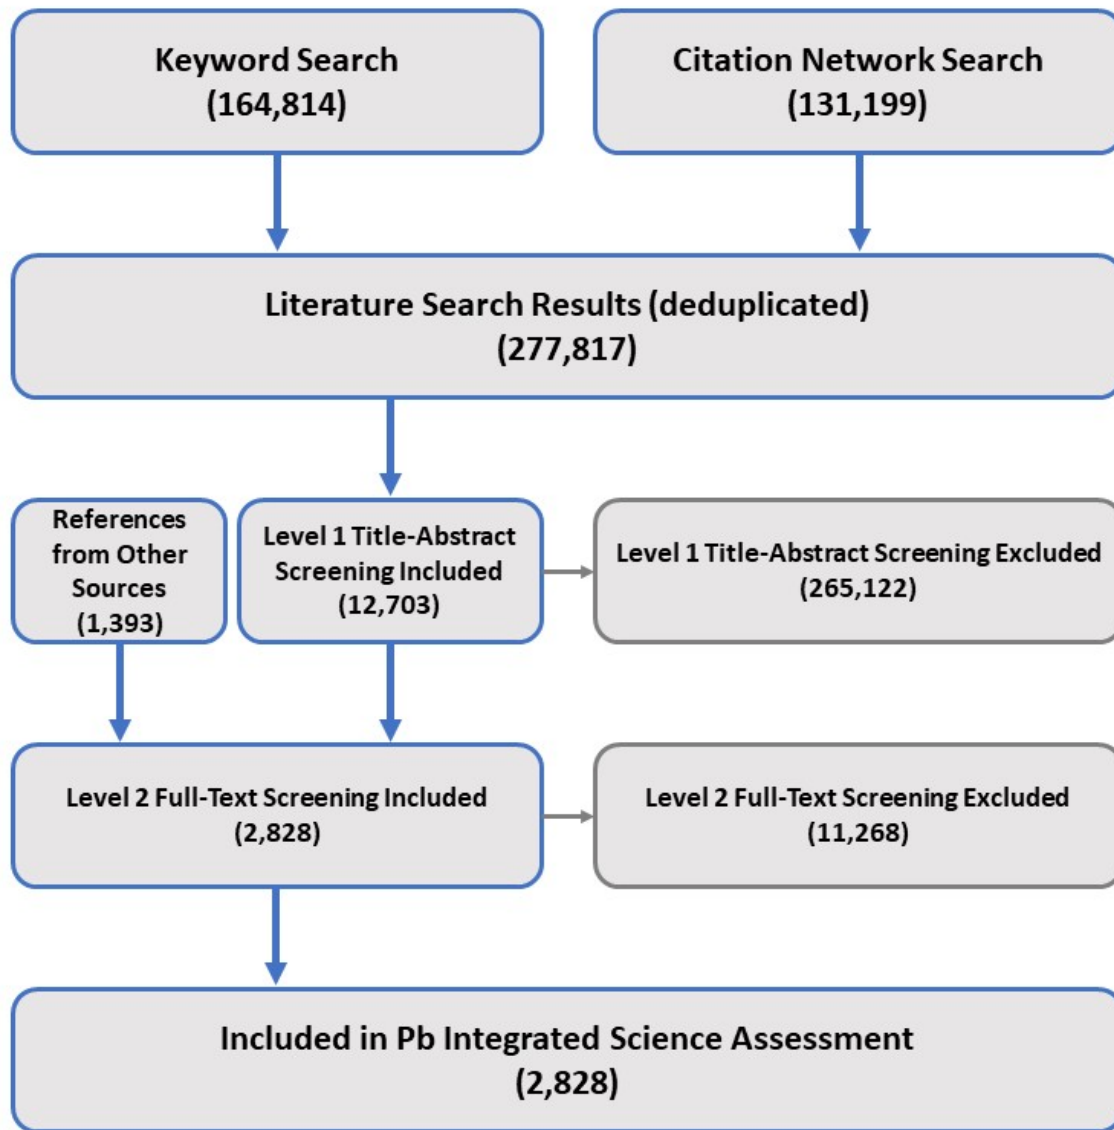 Keyword Search
(164,814)
Citation Network Search
(131,199)
Literature Search Results (deduplicated)
(277,817)
References
from Other
Sources
(1,393)
Level 1 Title-Abstract
Screening Included
(12,703)
Level 1 Title-Abstract Screening Excluded
(265,122)
Level 2 Full-Text Screening Included
(2,828)
Level 2 Full-Text Screening Excluded
(11,268)
Included in Pb Integrated Science Assessment
(2,828)